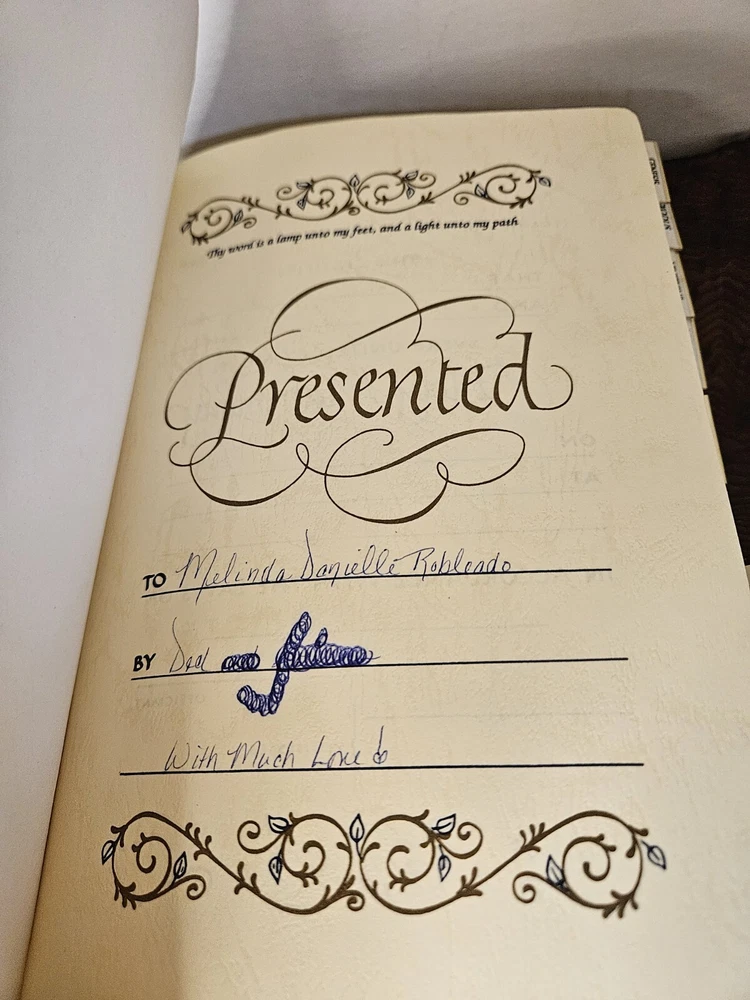 Thy word is a lamp unto my feet, and a light unto my path
Presented
TO Melinda Danielle Robleado
BY Dad
With Much Love